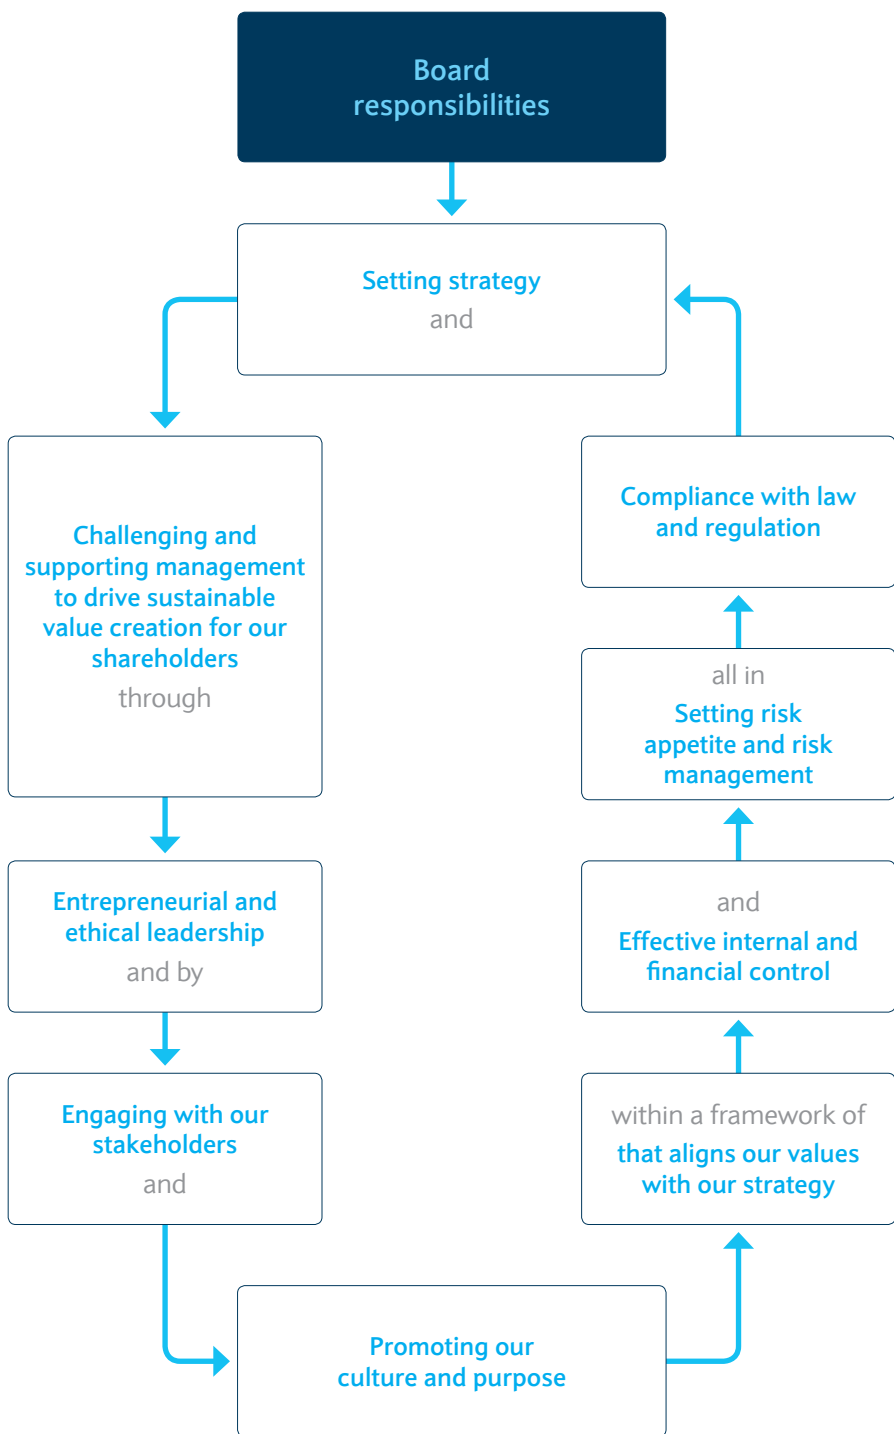 Board
responsibilities
Setting strategy
and
Challenging and
supporting management
to drive sustainable
value creation for our
shareholders
through
Entrepreneurial and
ethical leadership
and by
Engaging with our
stakeholders
and
Promoting our
culture and purpose
within a framework of
that aligns our values
with our strategy
and
Effective internal and
financial control
all in
Setting risk
appetite and risk
management
Compliance with law
and regulation